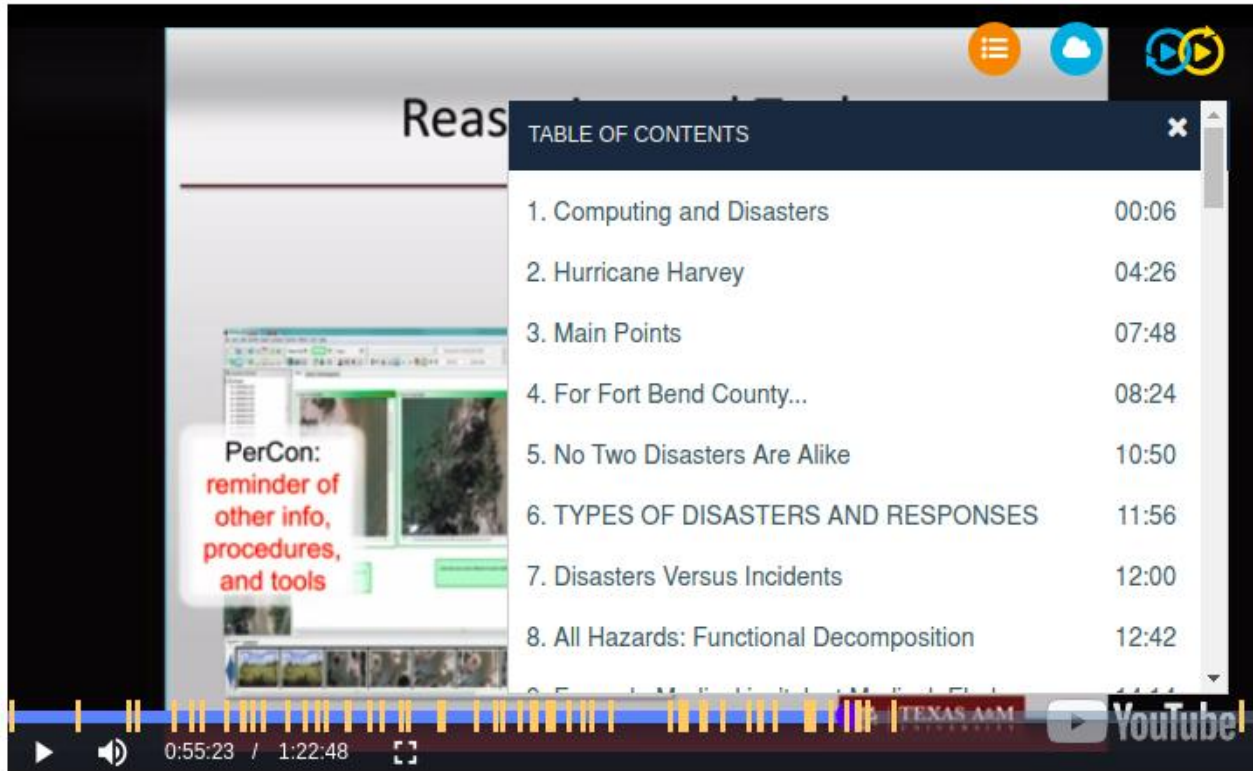 Reas
TABLE OF CONTENTS
1. Computing and Disasters 00:06
2. Hurricane Harvey 04:26
3. Main Points 07:48
4. For Fort Bend County... 08:24
5. No Two Disasters Are Alike 10:50
6. TYPES OF DISASTERS AND RESPONSES 11:56
7. Disasters Versus Incidents 12:00
8. All Hazards: Functional Decomposition 12:42
PerCon:
reminder of
other info,
procedures,
and tools
TEXAS A&M
UNIVERSITY
YouTube
0:55:23 / 1:22:48